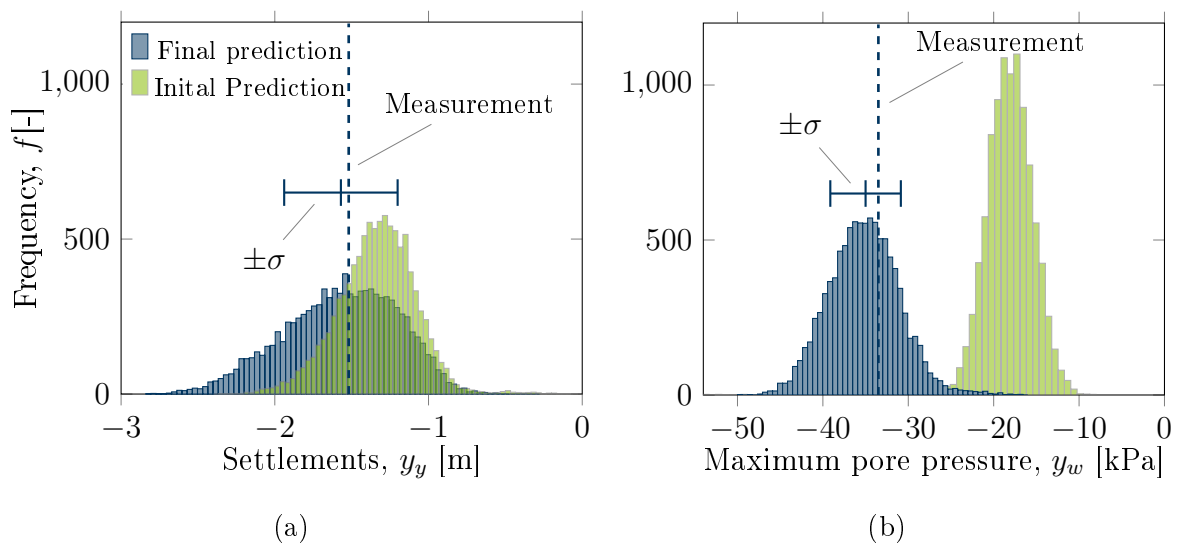 Final prediction
Inital Prediction
Measurement
±σ
1,000
500
0
Frequency, f[-]
−3 −2 −1 0
Settlements, y_y [m]
(a)
Measurement
±σ
1,000
500
0
−50 −40 −30 −20 −10 0
Maximum pore pressure, y_w [kPa]
(b)